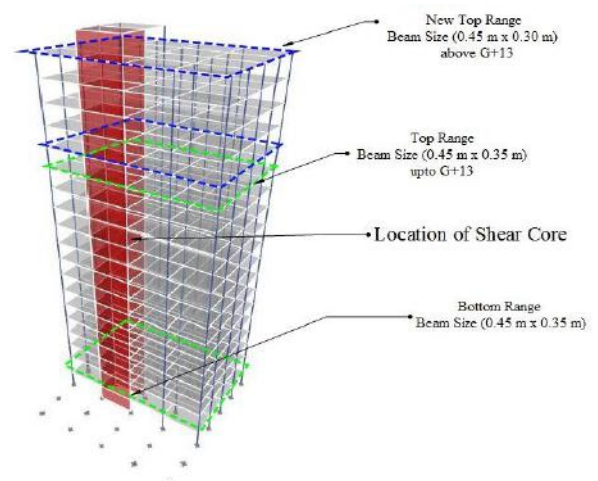 New Top Range
Beam Size (0.45 m x 0.30 m)
above G+13
Top Range
Beam Size (0.45 m x 0.35 m)
upto G+13
Location of Shear Core
Bottom Range
Beam Size (0.45 m x 0.35 m)